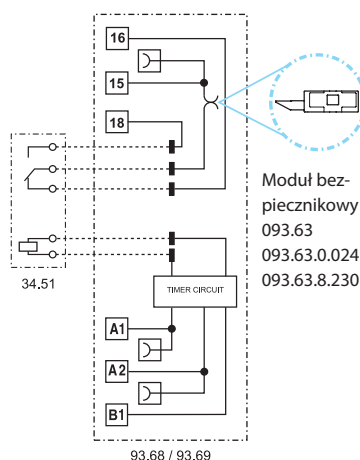 16
15
18
34.51
TIMER CIRCUIT
A1
A2
B1
93.68 / 93.69
Moduł bez-
piecznikowy
093.63
093.63.0.024
093.63.8.230